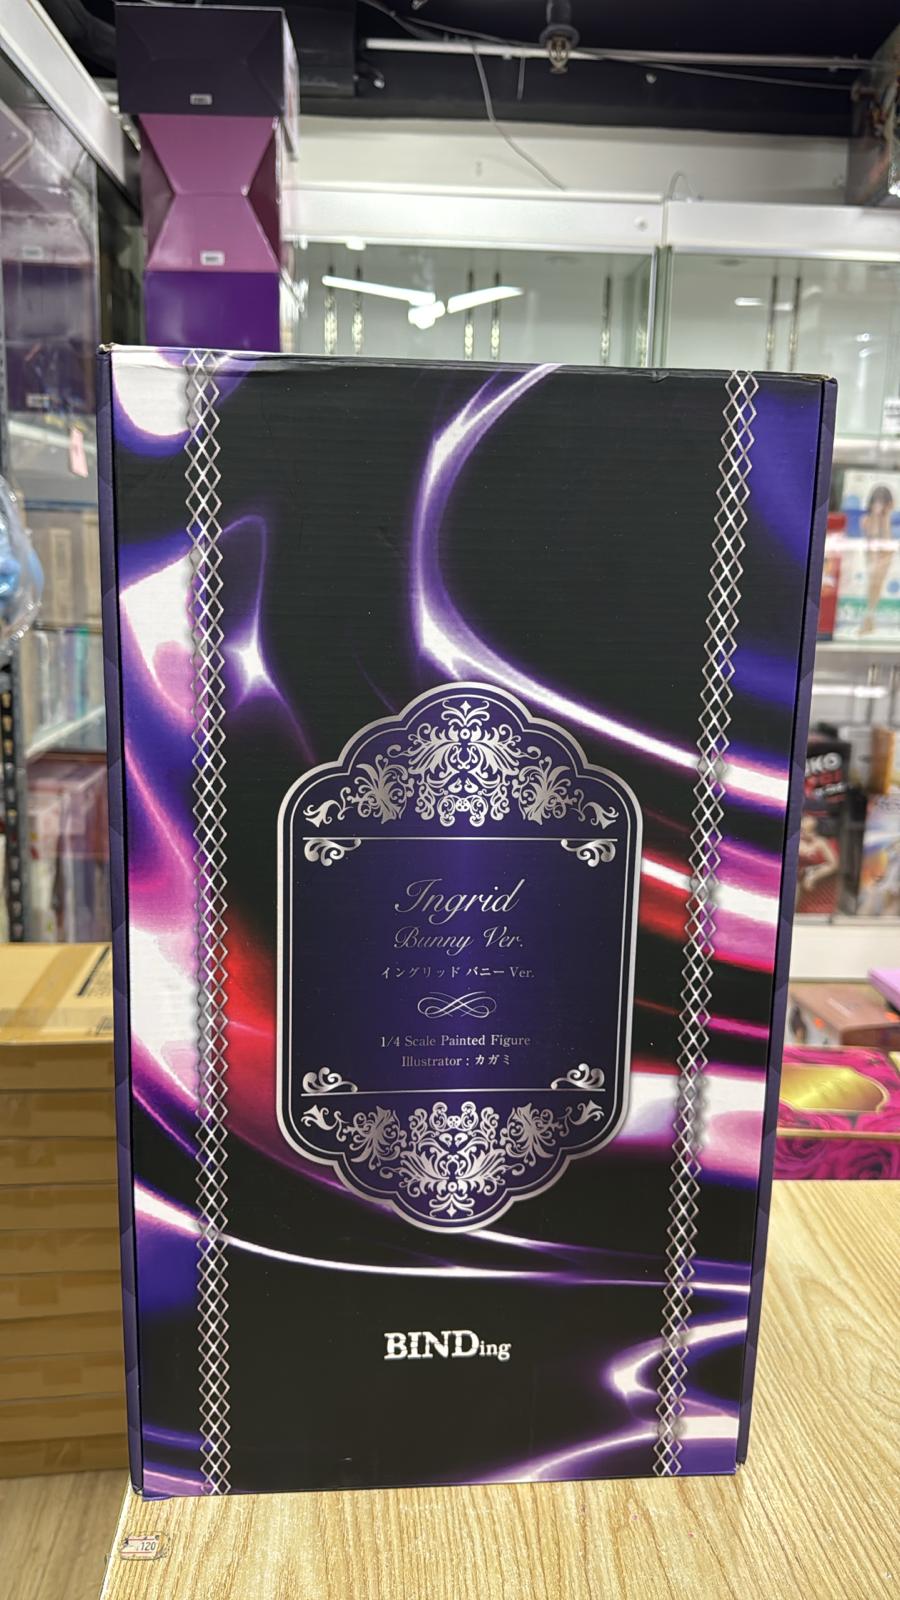 Ingrid
Bunny Ver.
イングリッド バニー Ver.
1/4 Scale Painted Figure
Illustrator : カガミ
BINDing
120